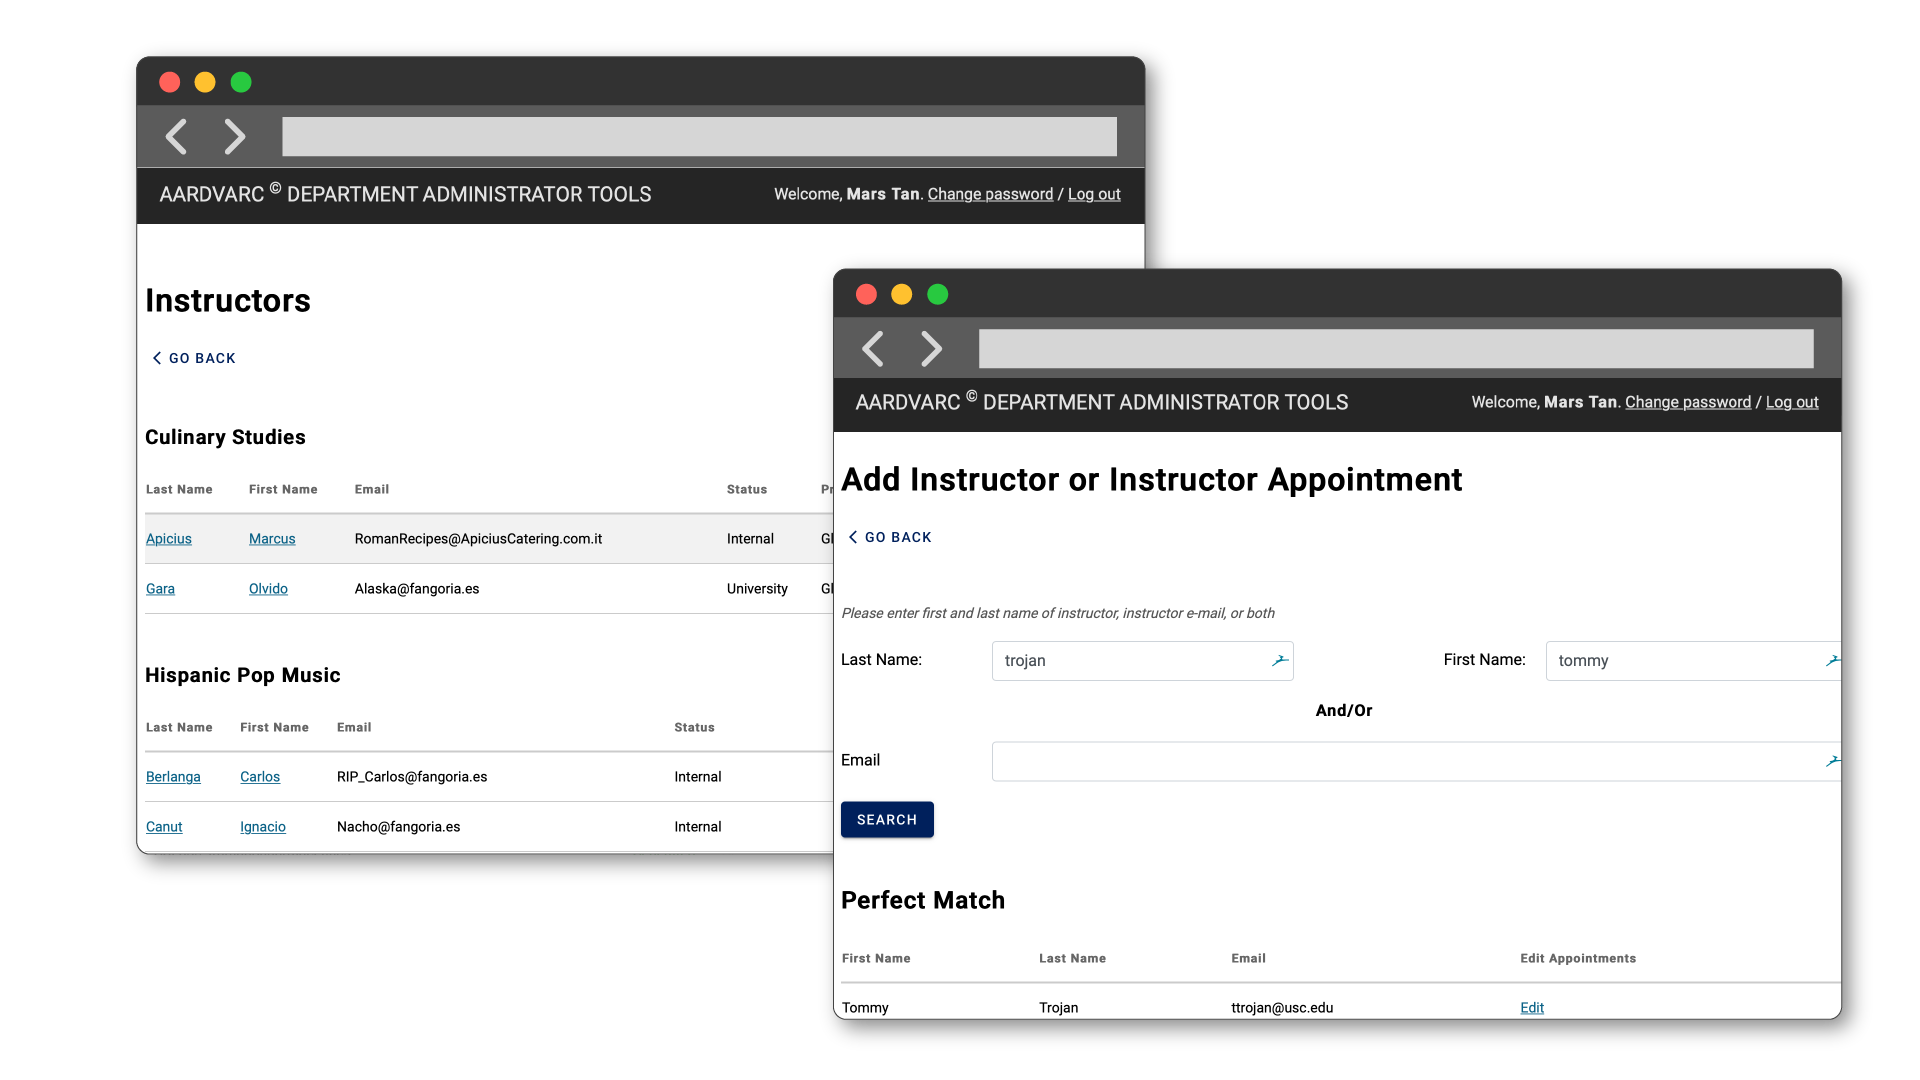 AARDVARC © DEPARTMENT ADMINISTRATOR TOOLS
Welcome, Mars Tan. Change password / Log out
Instructors
GO BACK
Culinary Studies
Last Name First Name Email Status
Apicius Marcus RomanRecipes@ApiciusCatering.com.it Internal
Gara Olvido Alaska@fangoria.es University
Hispanic Pop Music
Last Name First Name Email Status
Berlanga Carlos RIP_Carlos@fangoria.es Internal
Canut Ignacio Nacho@fangoria.es Internal
AARDVARC © DEPARTMENT ADMINISTRATOR TOOLS
Welcome, Mars Tan. Change password / Log out
Add Instructor or Instructor Appointment
GO BACK
Please enter first and last name of instructor, instructor e-mail, or both
Last Name: trojan First Name: tommy
And/Or
Email
SEARCH
Perfect Match
First Name Last Name Email Edit Appointments
Tommy Trojan ttrojan@usc.edu Edit